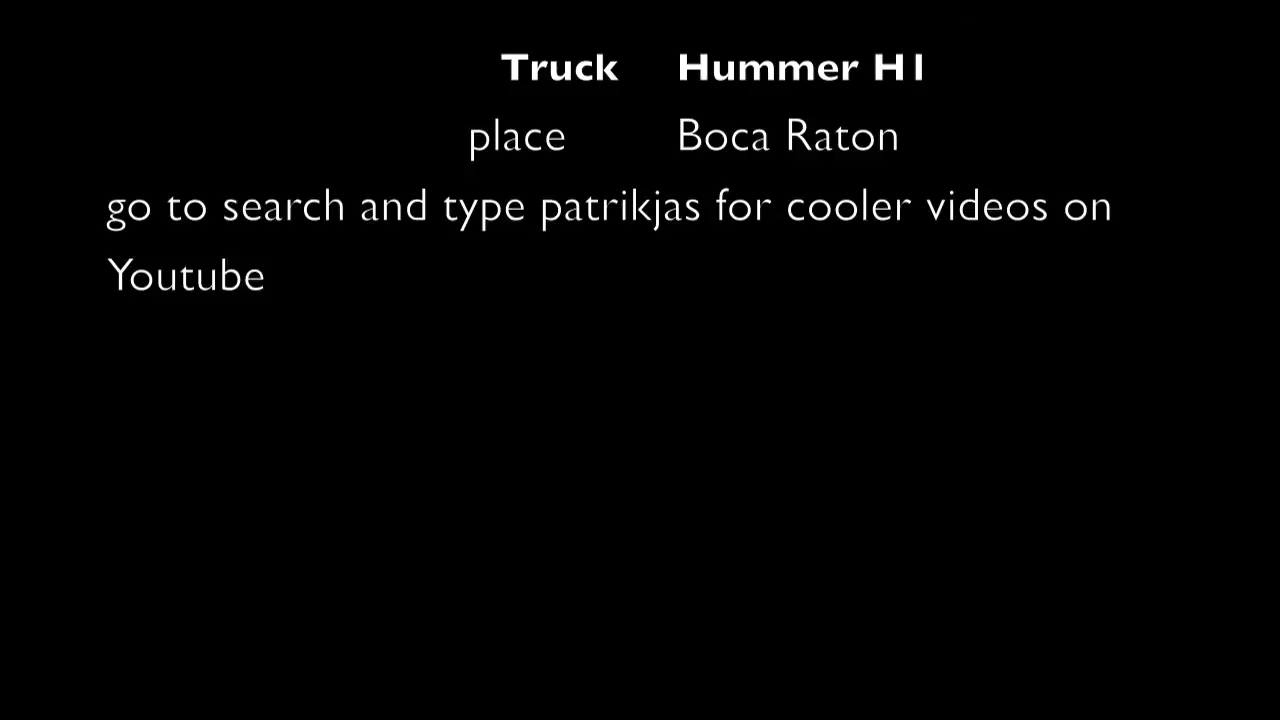 Truck Hummer H1
place Boca Raton
go to search and type patrikjas for cooler videos on
Youtube